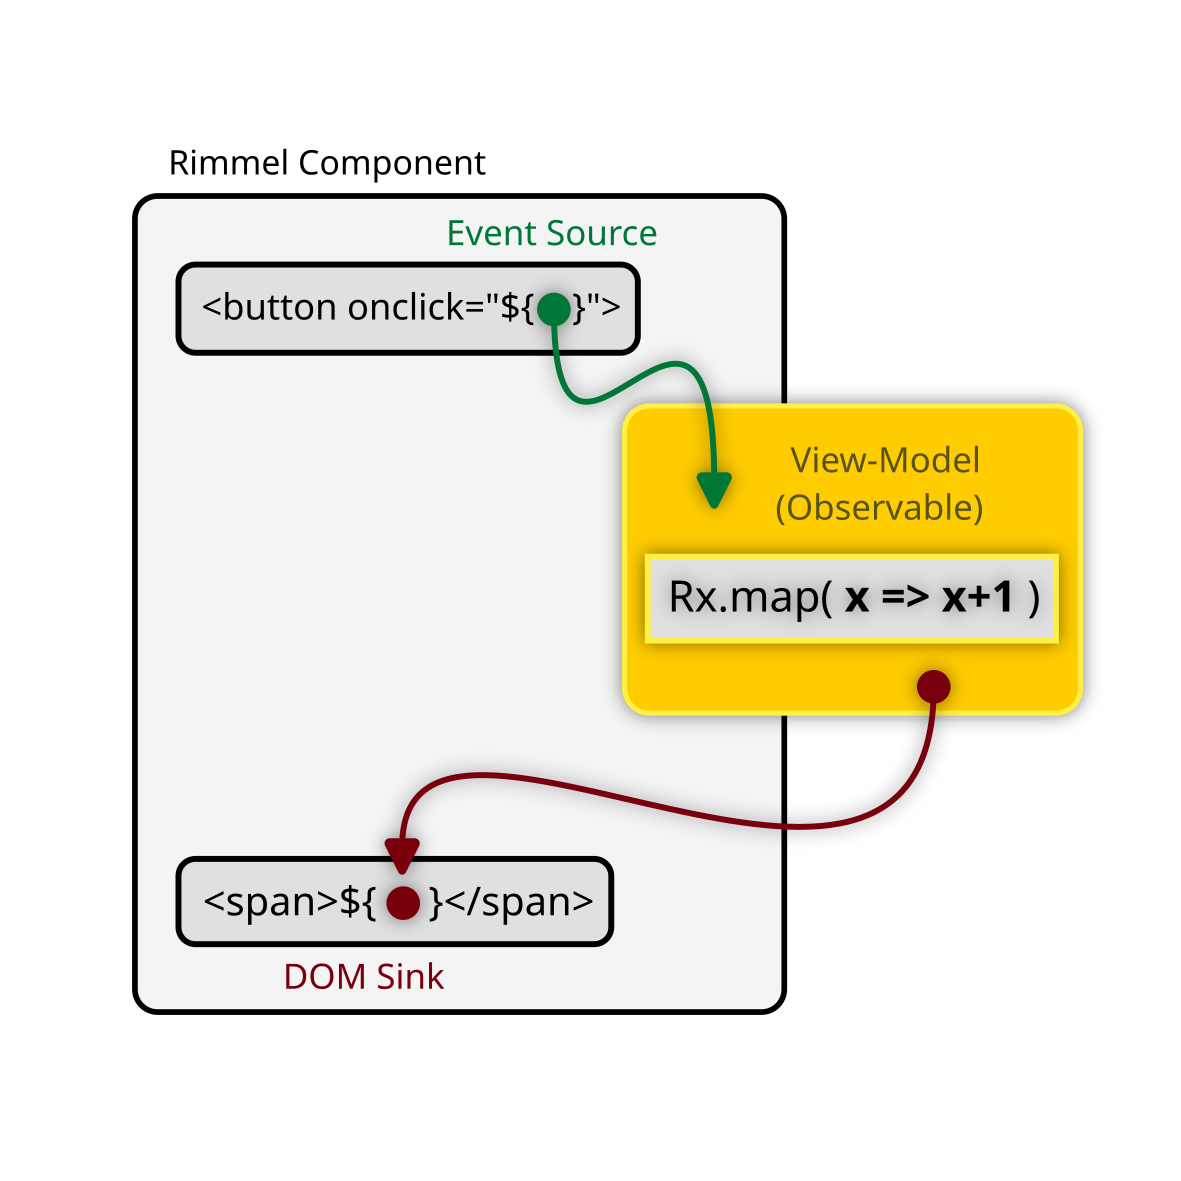 Rimmel Component
Event Source
<button onclick="${ }">
View-Model
(Observable)
Rx.map( x => x+1 )
<span>${ }</span>
DOM Sink